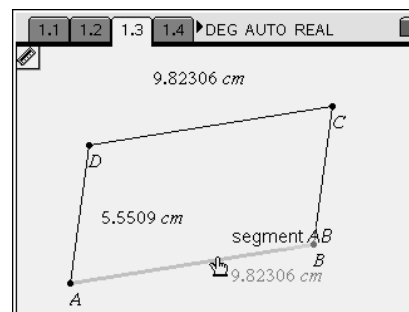 1.1 1.2 1.3 1.4 DEG AUTO REAL
9.82306 cm
C
D
5.5509 cm
segment AB
B
9.82306 cm
A